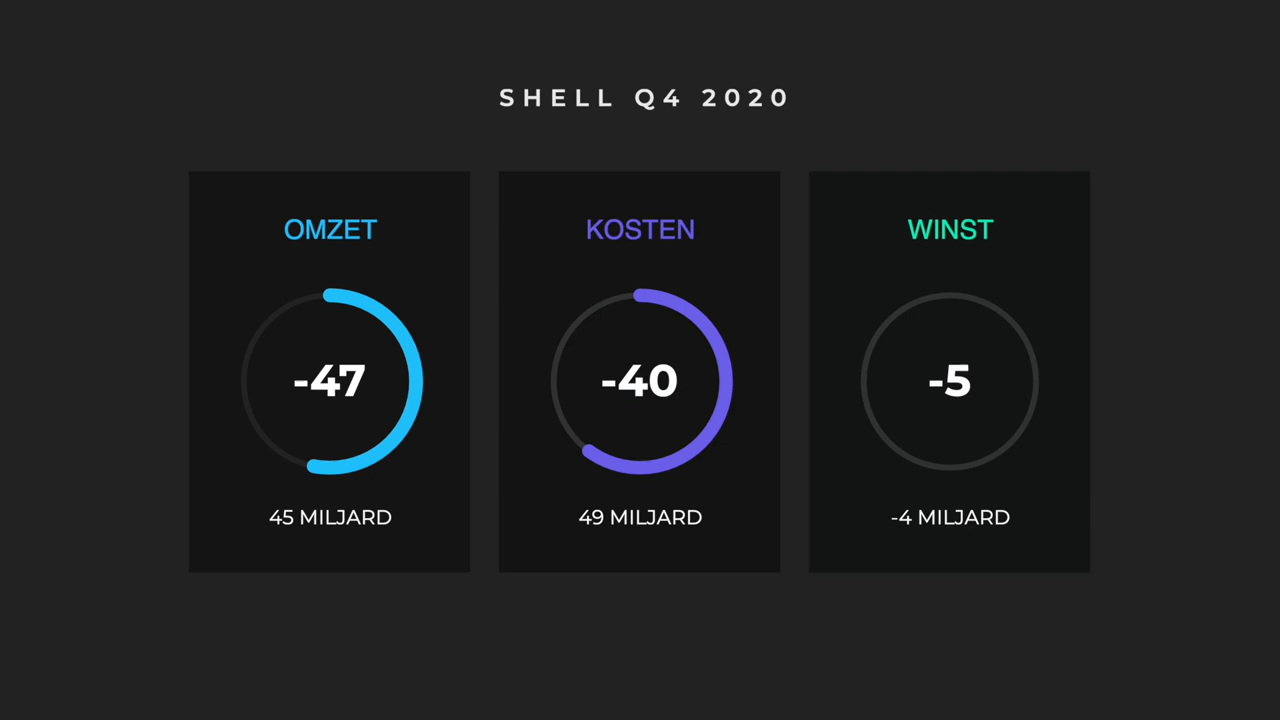 SHELL Q4 2020
OMZET
-47
45 MILJARD
KOSTEN
-40
49 MILJARD
WINST
-5
-4 MILJARD